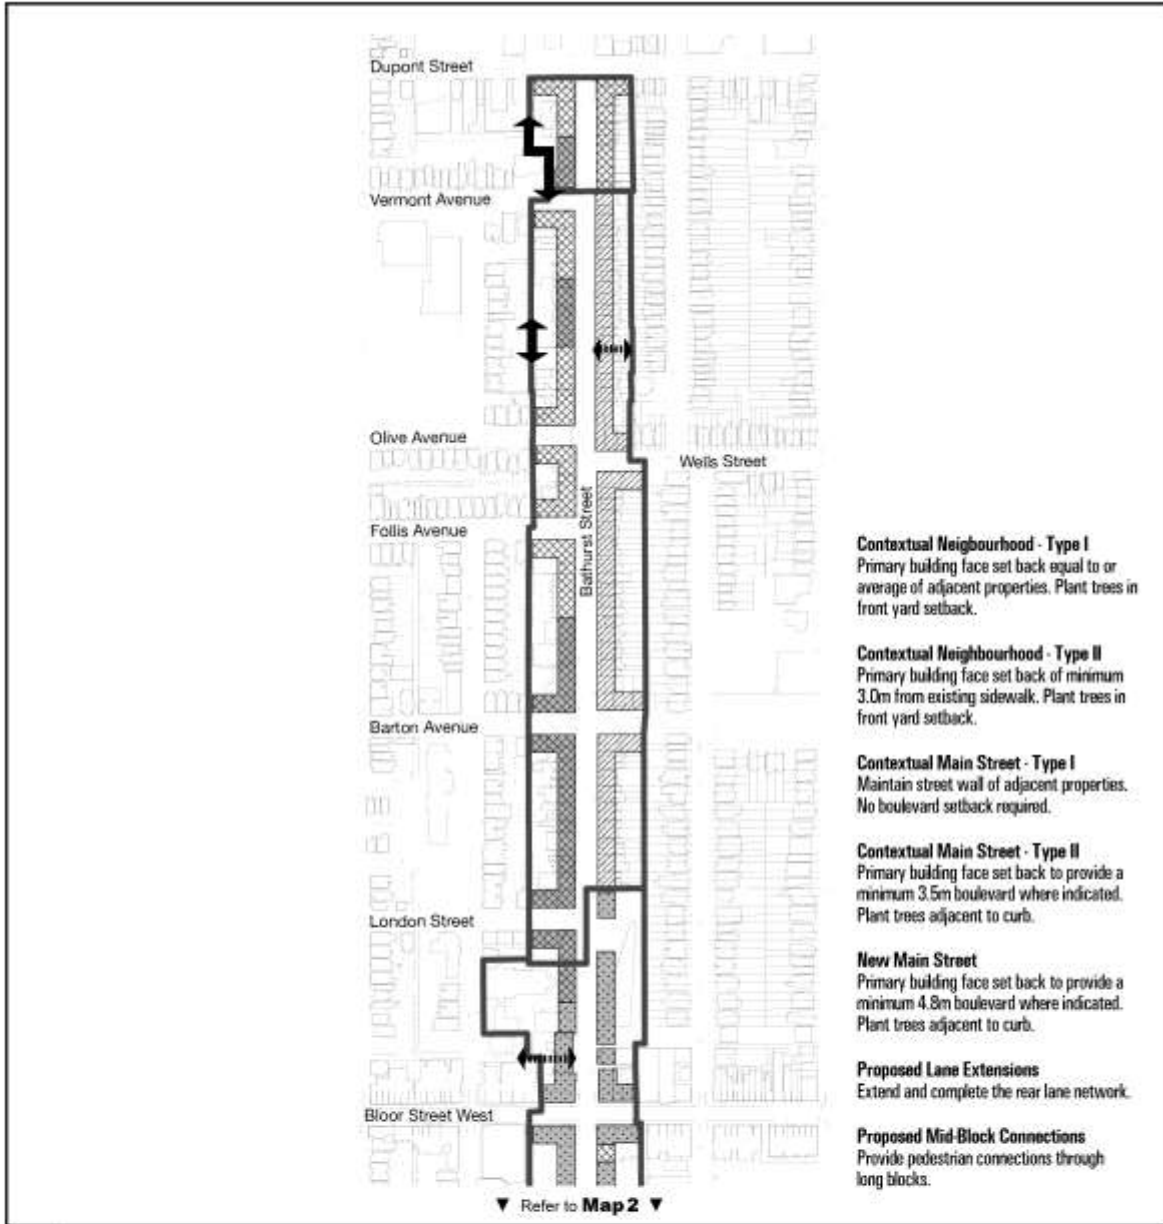 Dupont Street
Vermont Avenue
Olive Avenue
Wells Street
Bathurst Street
Follis Avenue
Barton Avenue
London Street
Bloor Street West
▼ Refer to Map 2 ▼
Contextual Neigbourhood - Type I
Primary building face set back equal to or
average of adjacent properties. Plant trees in
front yard setback.
Contextual Neighbourhood - Type II
Primary building face set back of minimum
3.0m from existing sidewalk. Plant trees in
front yard setback.
Contextual Main Street - Type I
Maintain street wall of adjacent properties.
No boulevard setback required.
Contextual Main Street - Type II
Primary building face set back to provide a
minimum 3.5m boulevard where indicated.
Plant trees adjacent to curb.
New Main Street
Primary building face set back to provide a
minimum 4.8m boulevard where indicated.
Plant trees adjacent to curb.
Proposed Lane Extensions
Extend and complete the rear lane network.
Proposed Mid-Block Connections
Provide pedestrian connections through
long blocks.